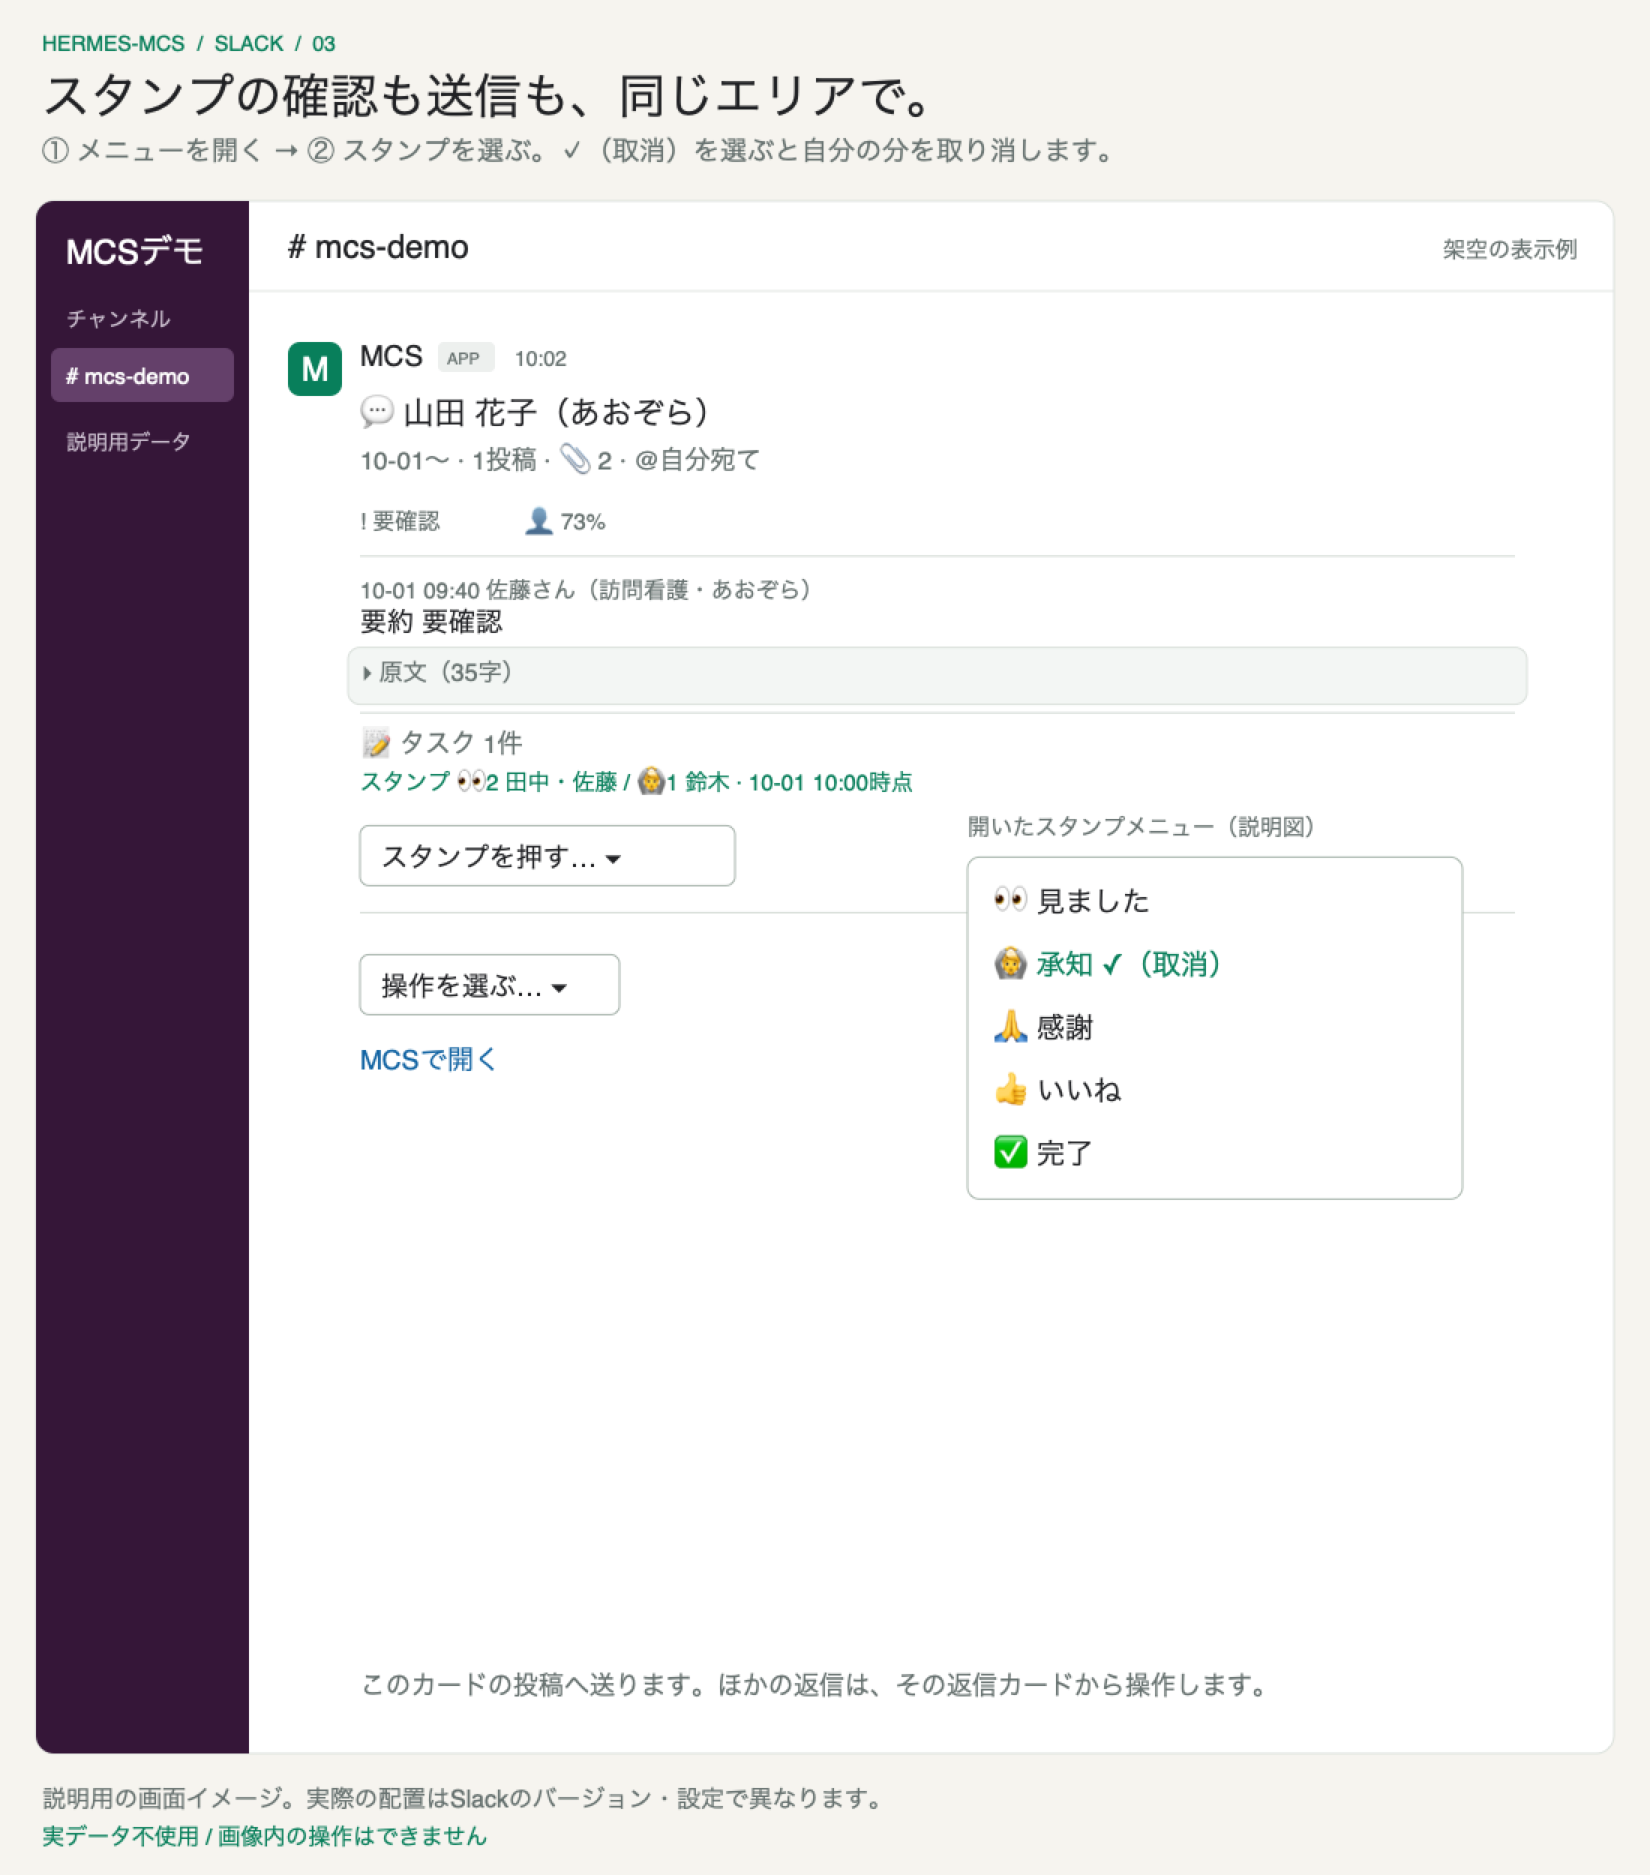 HERMES-MCS / SLACK / 03
スタンプの確認も送信も、同じエリアで。
① メニューを開く → ② スタンプを選ぶ。✓（取消）を選ぶと自分の分を取り消します。
MCSデモ
チャンネル
# mcs-demo
説明用データ
# mcs-demo
架空の表示例
M
MCS APP 10:02
💬 山田 花子（あおぞら）
10-01〜 · 1投稿 · 📎 2 · @自分宛て
! 要確認 👤 73%
10-01 09:40 佐藤さん（訪問看護・あおぞら）
要約 要確認
▸ 原文（35字）
📝 タスク 1件
スタンプ 👀2 田中・佐藤 / 🙆1 鈴木 · 10-01 10:00時点
スタンプを押す... ▾
操作を選ぶ... ▾
MCSで開く
開いたスタンプメニュー（説明図）
👀 見ました
🙆 承知 ✓（取消）
🙏 感謝
👍 いいね
✅ 完了
このカードの投稿へ送ります。ほかの返信は、その返信カードから操作します。
説明用の画面イメージ。実際の配置はSlackのバージョン・設定で異なります。
実データ不使用 / 画像内の操作はできません